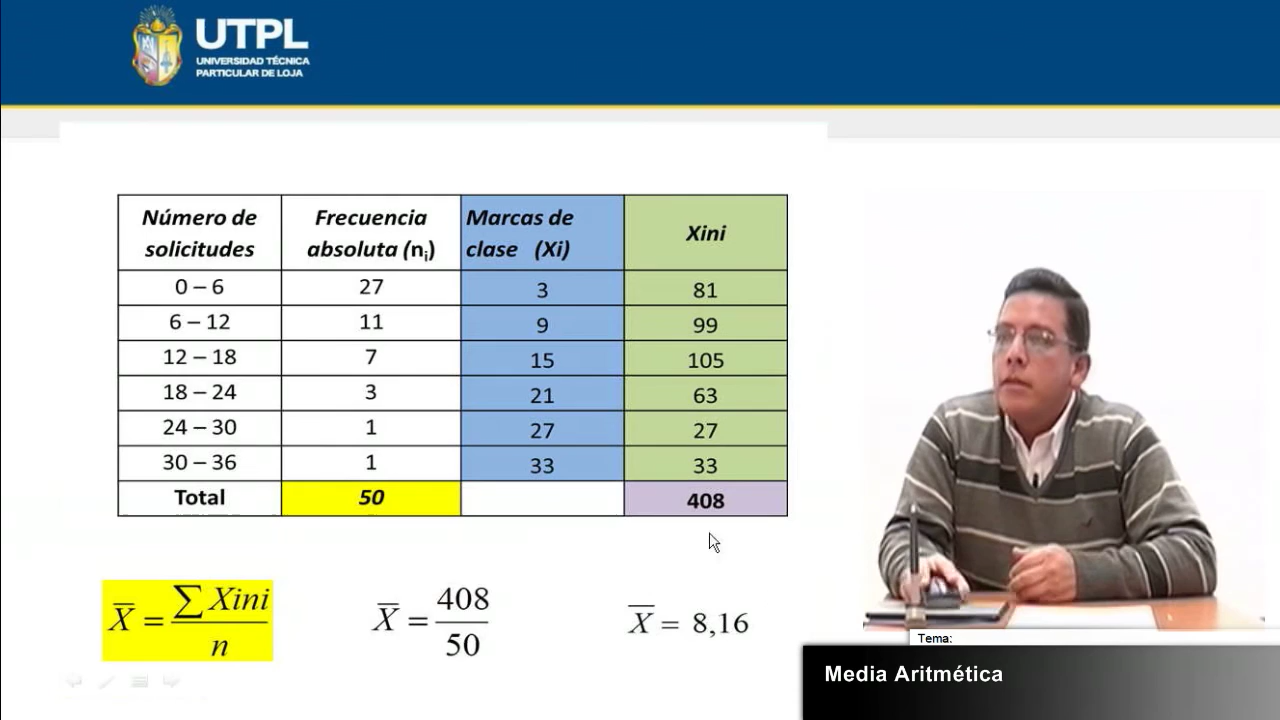 UTPL
UNIVERSIDAD TÉCNICA
PARTICULAR DE LOJA
Número de solicitudes Frecuencia absoluta (ni) Marcas de clase (Xi) Xini
0 – 6 27 3 81
6 – 12 11 9 99
12 – 18 7 15 105
18 – 24 3 21 63
24 – 30 1 27 27
30 – 36 1 33 33
Total 50 408
X̅ = ∑ Xini / n
X̅ = 408 / 50
X̅ = 8,16
Tema:
Media Aritmética